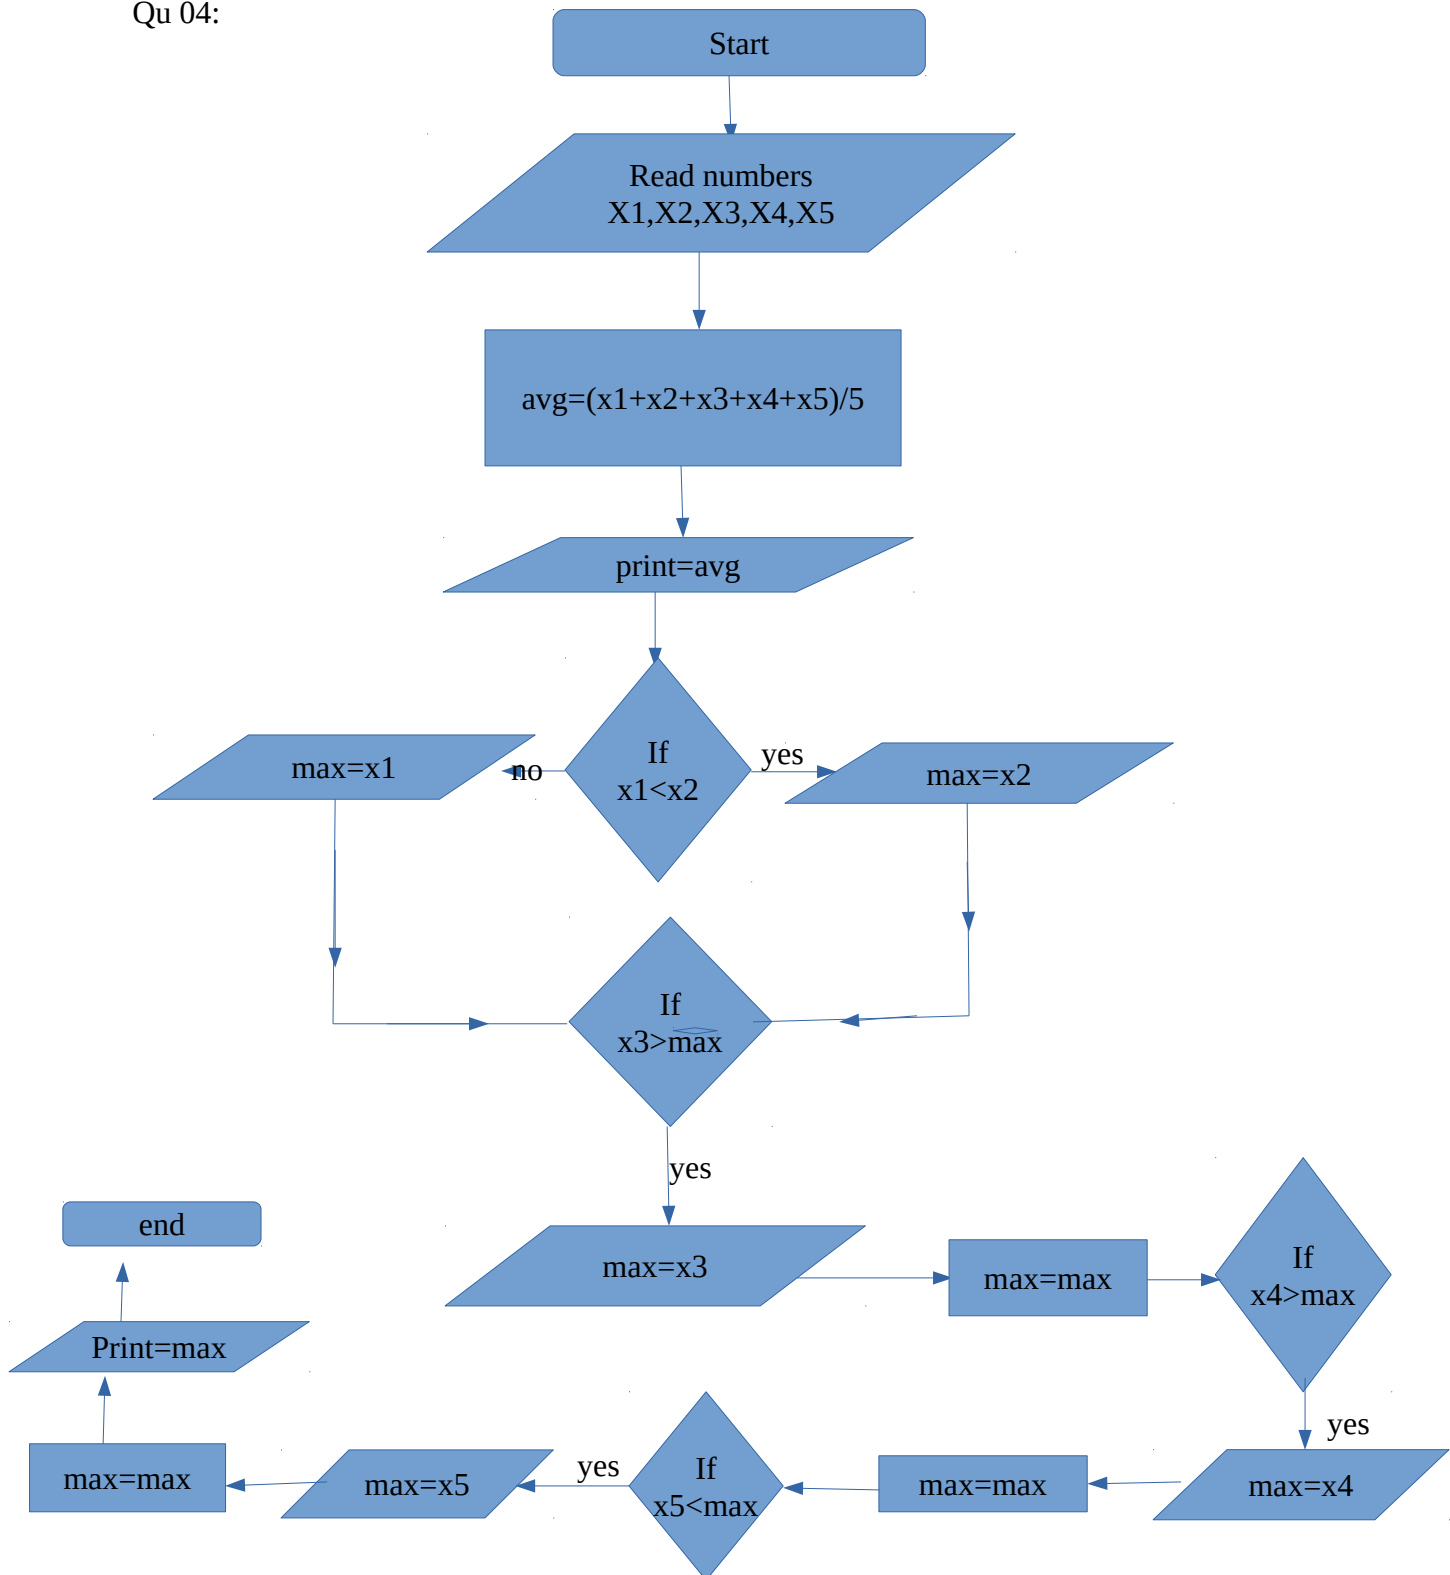 Qu 04:
Start
Read numbers
X1,X2,X3,X4,X5
avg=(x1+x2+x3+x4+x5)/5
print=avg
If
x1<x2
no
max=x1
yes
max=x2
If
x3>max
yes
max=x3
max=max
If
x4>max
yes
max=x4
max=max
If
x5<max
yes
max=x5
max=max
Print=max
end